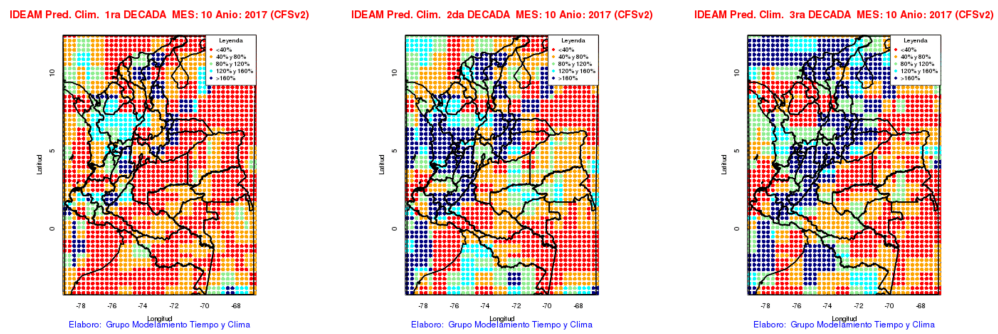 IDEAM Pred. Clim. 1ra DECADA MES: 10 Anio: 2017 (CFSv2)
Leyenda
<40%
40% y 80%
80% y 120%
120% y 160%
>160%
10
5
0
Latitud
-78 -76 -74 -72 -70 -68
Longitud
Elaboro: Grupo Modelamiento Tiempo y Clima
IDEAM Pred. Clim. 2da DECADA MES: 10 Anio: 2017 (CFSv2)
Leyenda
<40%
40% y 80%
80% y 120%
120% y 160%
>160%
10
5
0
Latitud
-78 -76 -74 -72 -70 -68
Longitud
Elaboro: Grupo Modelamiento Tiempo y Clima
IDEAM Pred. Clim. 3ra DECADA MES: 10 Anio: 2017 (CFSv2)
Leyenda
<40%
40% y 80%
80% y 120%
120% y 160%
>160%
10
5
0
Latitud
-78 -76 -74 -72 -70 -68
Longitud
Elaboro: Grupo Modelamiento Tiempo y Clima